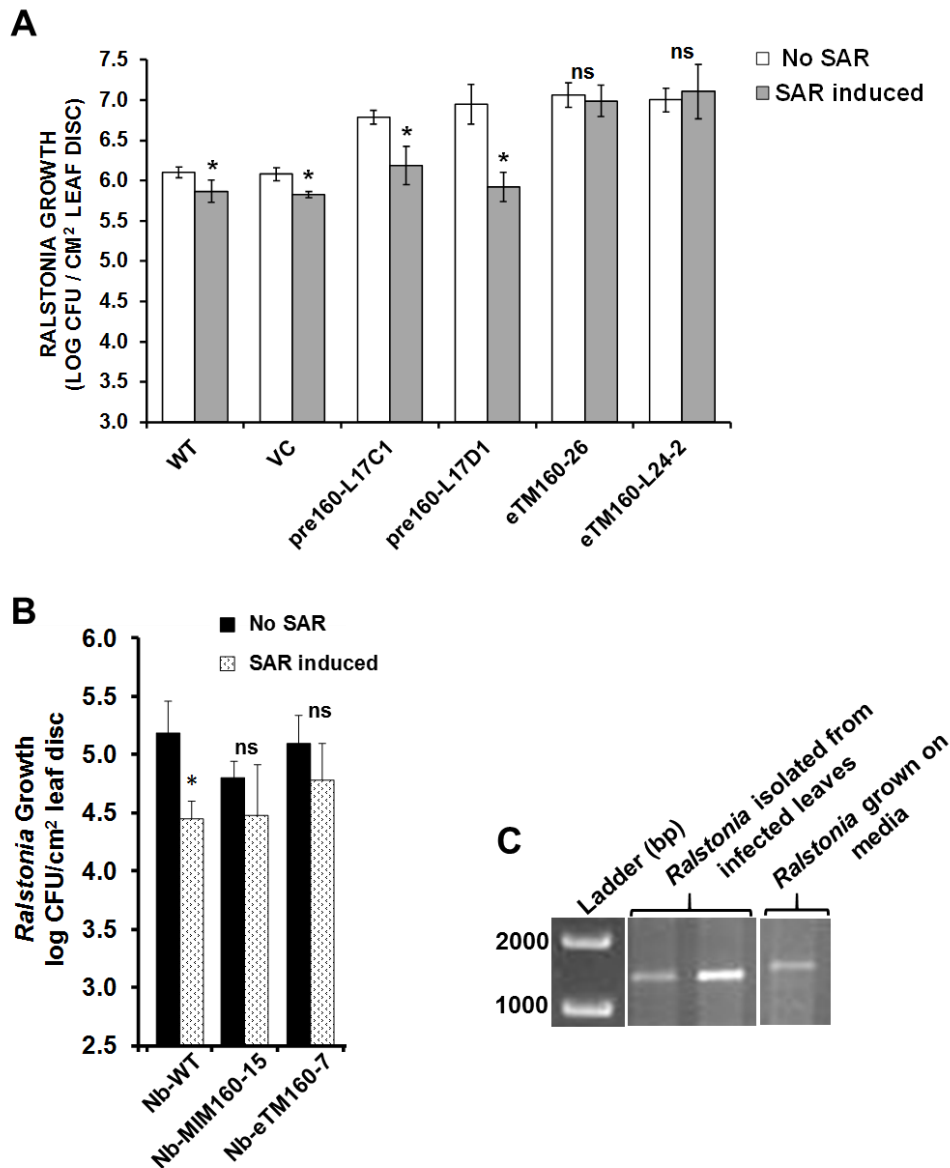 A
RALSTONIA GROWTH
(LOG CFU / CM² LEAF DISC)
7.5
7.0
6.5
6.0
5.5
5.0
4.5
4.0
3.5
3.0
No SAR
SAR induced
*
*
*
*
ns
ns
WT
VC
pre160-L17C1
pre160-L17D1
eTM160-26
eTM160-L24-2
B
Ralstonia Growth
log CFU/cm² leaf disc
6.0
5.5
5.0
4.5
4.0
3.5
3.0
2.5
No SAR
SAR induced
*
ns
ns
Nb-WT
Nb-MIM160-15
Nb-eTM160-7
C
Ladder (bp)
Ralstonia isolated from
infected leaves
Ralstonia grown on
media
2000
1000